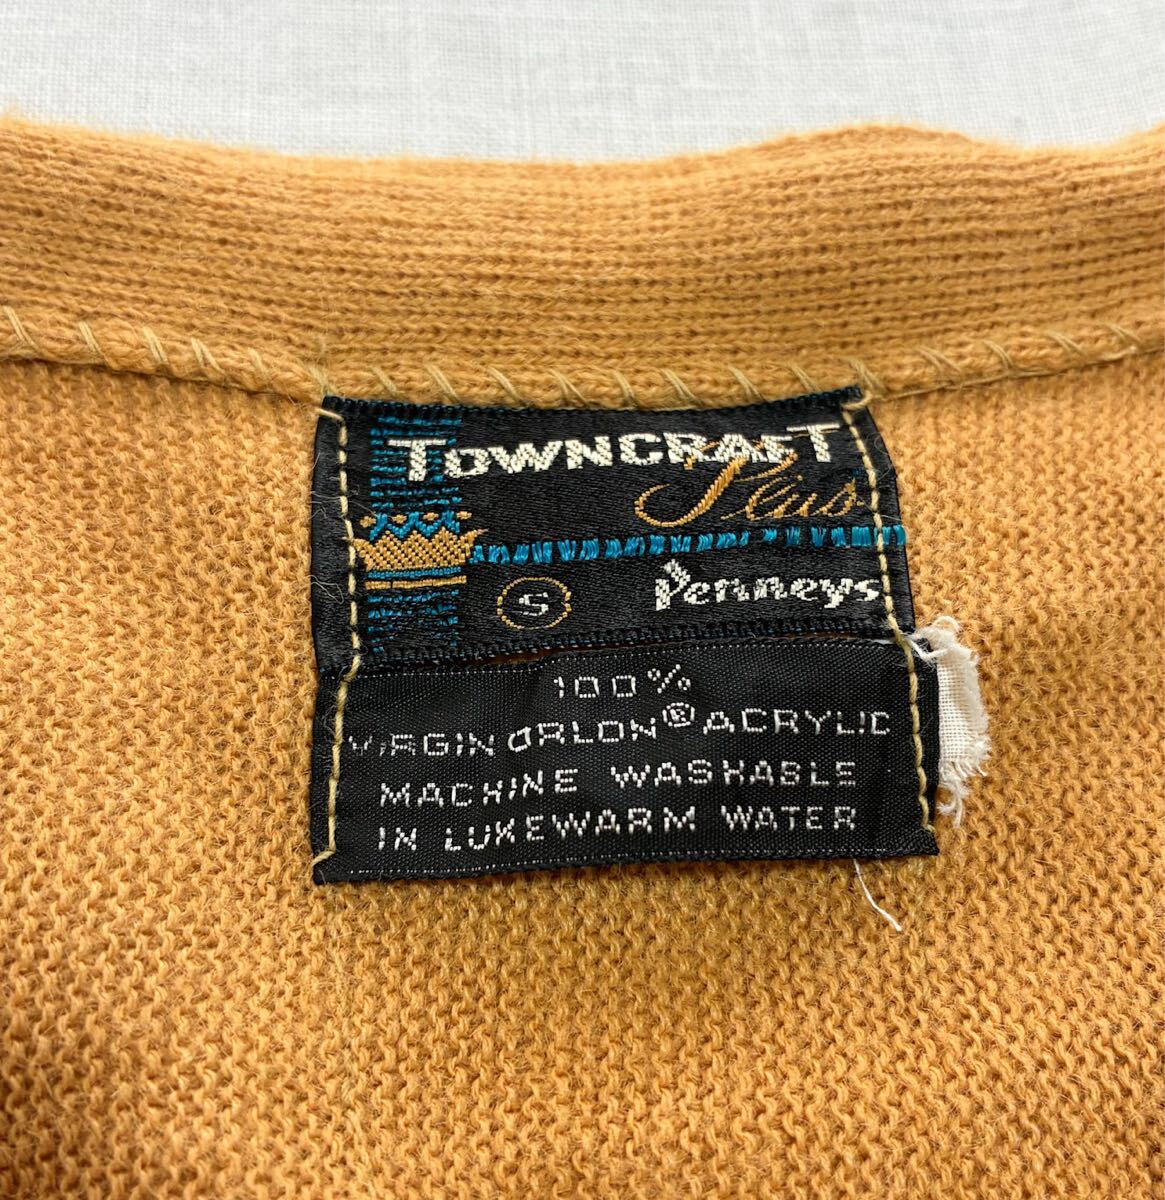 TOWNCRAFT
Plus
S Penneys
100%
VIRGIN ORLON® ACRYLIC
MACHINE WASHABLE
IN LUKEWARM WATER